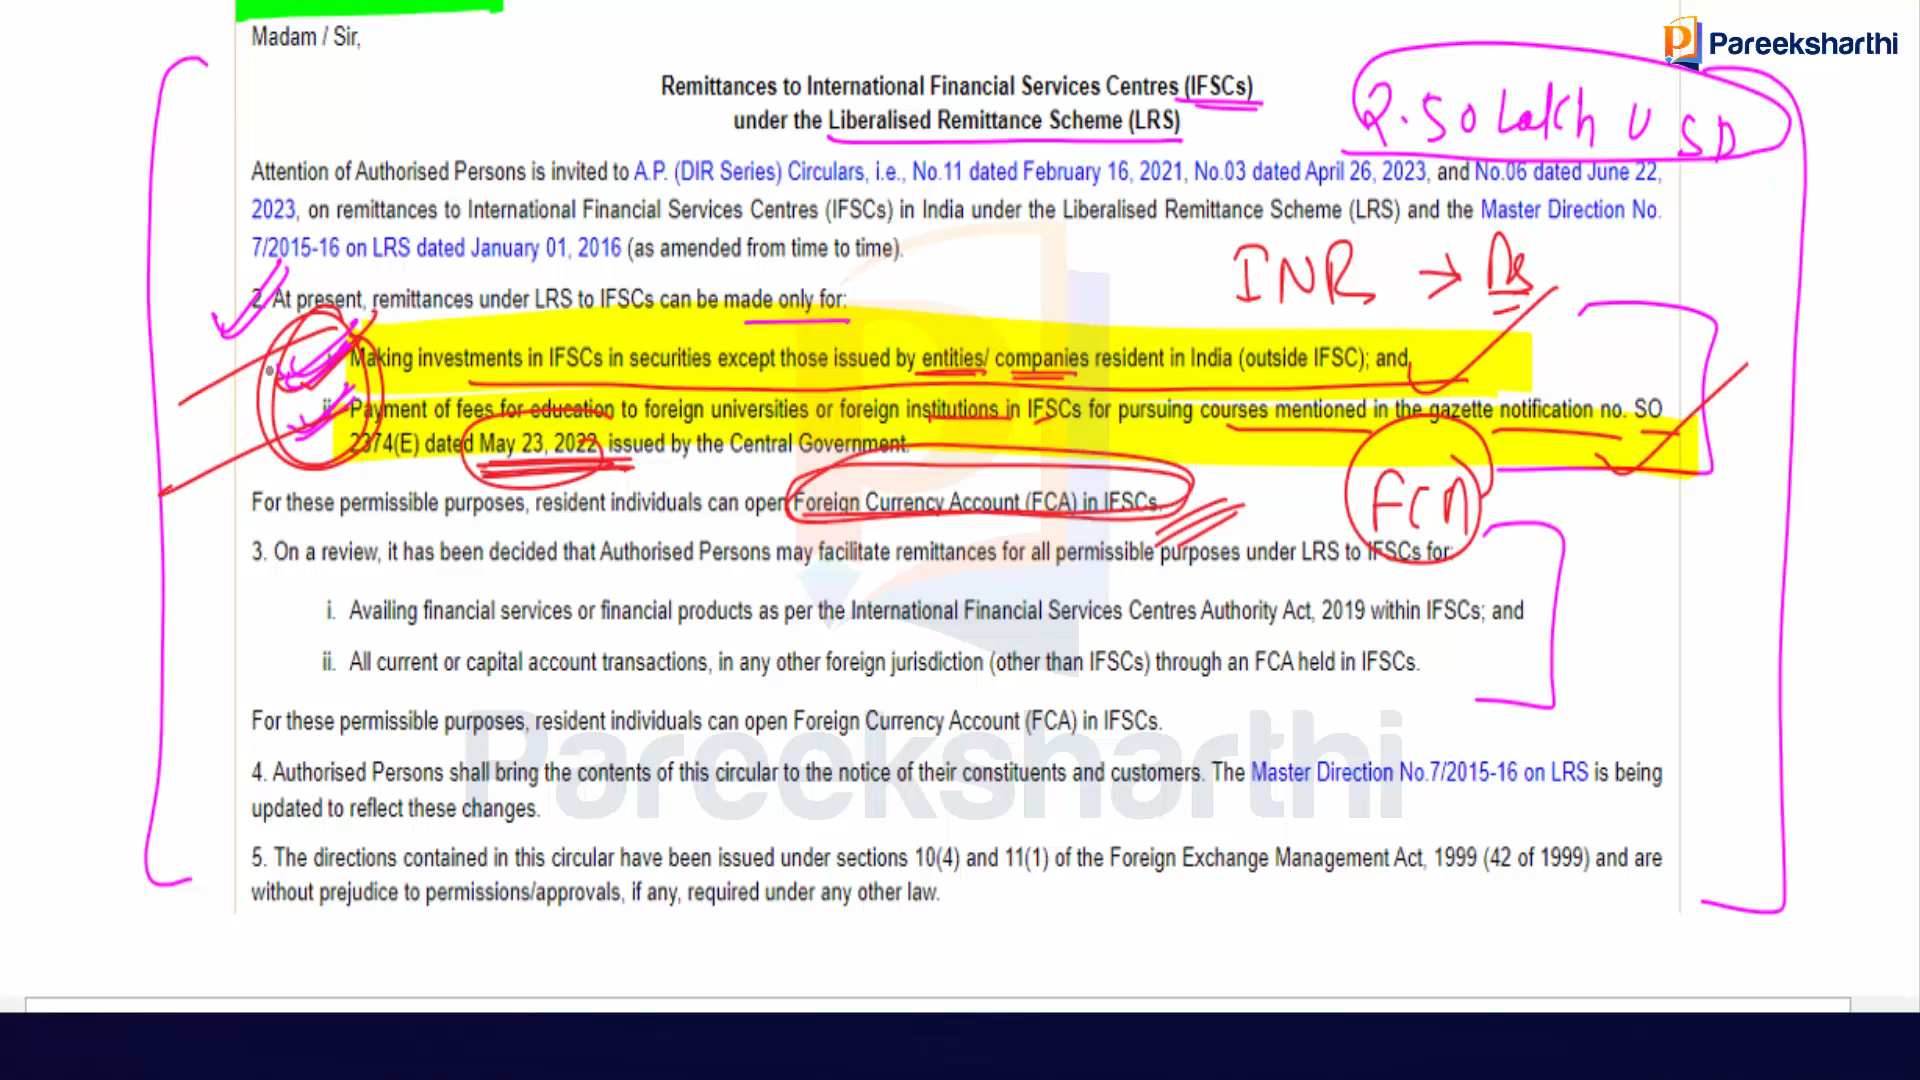 Pareeksharthi
Madam / Sir,
Remittances to International Financial Services Centres (IFSCs)
under the Liberalised Remittance Scheme (LRS)
2.50 Lakh USD
Attention of Authorised Persons is invited to A.P. (DIR Series) Circulars, i.e., No.11 dated February 16, 2021, No.03 dated April 26, 2023, and No.06 dated June 22,
2023, on remittances to International Financial Services Centres (IFSCs) in India under the Liberalised Remittance Scheme (LRS) and the Master Direction No.
7/2015-16 on LRS dated January 01, 2016 (as amended from time to time).
INR →
2. At present, remittances under LRS to IFSCs can be made only for:
i. Making investments in IFSCs in securities except those issued by entities/ companies resident in India (outside IFSC); and
ii. Payment of fees for education to foreign universities or foreign institutions in IFSCs for pursuing courses mentioned in the gazette notification no. SO
2374(E) dated May 23, 2022, issued by the Central Government.
For these permissible purposes, resident individuals can open Foreign Currency Account (FCA) in IFSCs.
FCA
3. On a review, it has been decided that Authorised Persons may facilitate remittances for all permissible purposes under LRS to IFSCs for:
i. Availing financial services or financial products as per the International Financial Services Centres Authority Act, 2019 within IFSCs; and
ii. All current or capital account transactions, in any other foreign jurisdiction (other than IFSCs) through an FCA held in IFSCs.
For these permissible purposes, resident individuals can open Foreign Currency Account (FCA) in IFSCs.
Pareeksharthi
4. Authorised Persons shall bring the contents of this circular to the notice of their constituents and customers. The Master Direction No.7/2015-16 on LRS is being
updated to reflect these changes.
5. The directions contained in this circular have been issued under sections 10(4) and 11(1) of the Foreign Exchange Management Act, 1999 (42 of 1999) and are
without prejudice to permissions/approvals, if any, required under any other law.